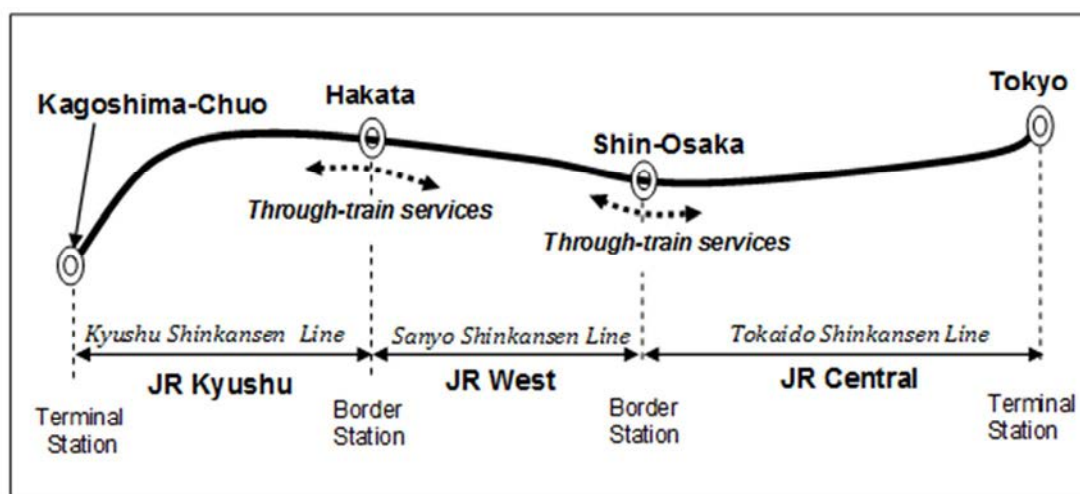 Tokyo
Hakata
Kagoshima-Chuo
Shin-Osaka
Through-train services
Through-train services
Kyushu Shinkansen Line
Sanyo Shinkansen Line
Tokaido Shinkansen Line
JR Kyushu
JR West
JR Central
Terminal
Station
Border
Station
Border
Station
Terminal
Station